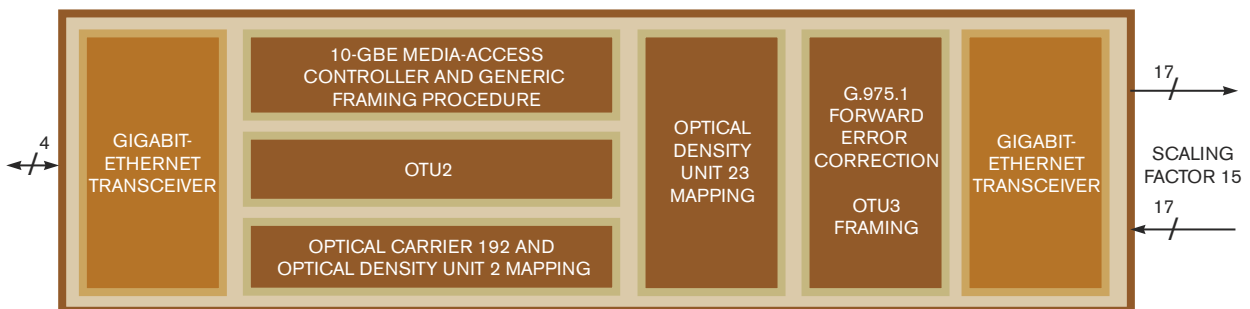 4
GIGABIT-
ETHERNET
TRANSCEIVER
10-GBE MEDIA-ACCESS
CONTROLLER AND GENERIC
FRAMING PROCEDURE
OTU2
OPTICAL CARRIER 192 AND
OPTICAL DENSITY UNIT 2 MAPPING
OPTICAL
DENSITY
UNIT 23
MAPPING
G.975.1
FORWARD
ERROR
CORRECTION
OTU3
FRAMING
GIGABIT-
ETHERNET
TRANSCEIVER
17
SCALING
FACTOR 15
17